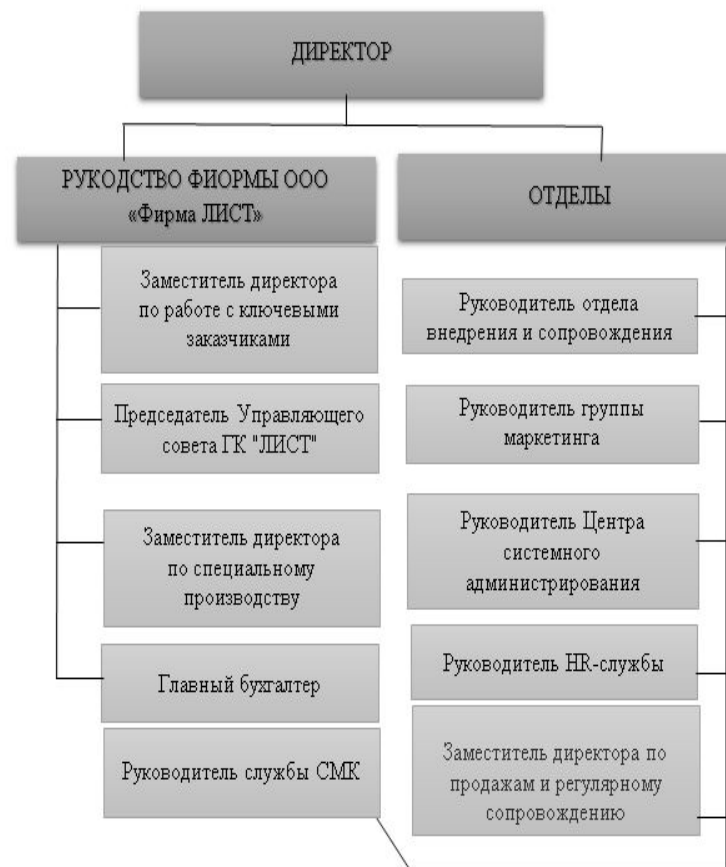 ДИРЕКТОР
РУКОДСТВО ФИОРМЫ ООО
«Фирма ЛИСТ»
Заместитель директора
по работе с ключевыми
заказчиками
Председатель Управляющего
совета ГК "ЛИСТ"
Заместитель директора
по специальному
производству
Главный бухгалтер
Руководитель службы СМК
ОТДЕЛЫ
Руководитель отдела
внедрения и сопровождения
Руководитель группы
маркетинга
Руководитель Центра
системного
администрирования
Руководитель HR-службы
Заместитель директора по
продажам и регулярному
сопровождению